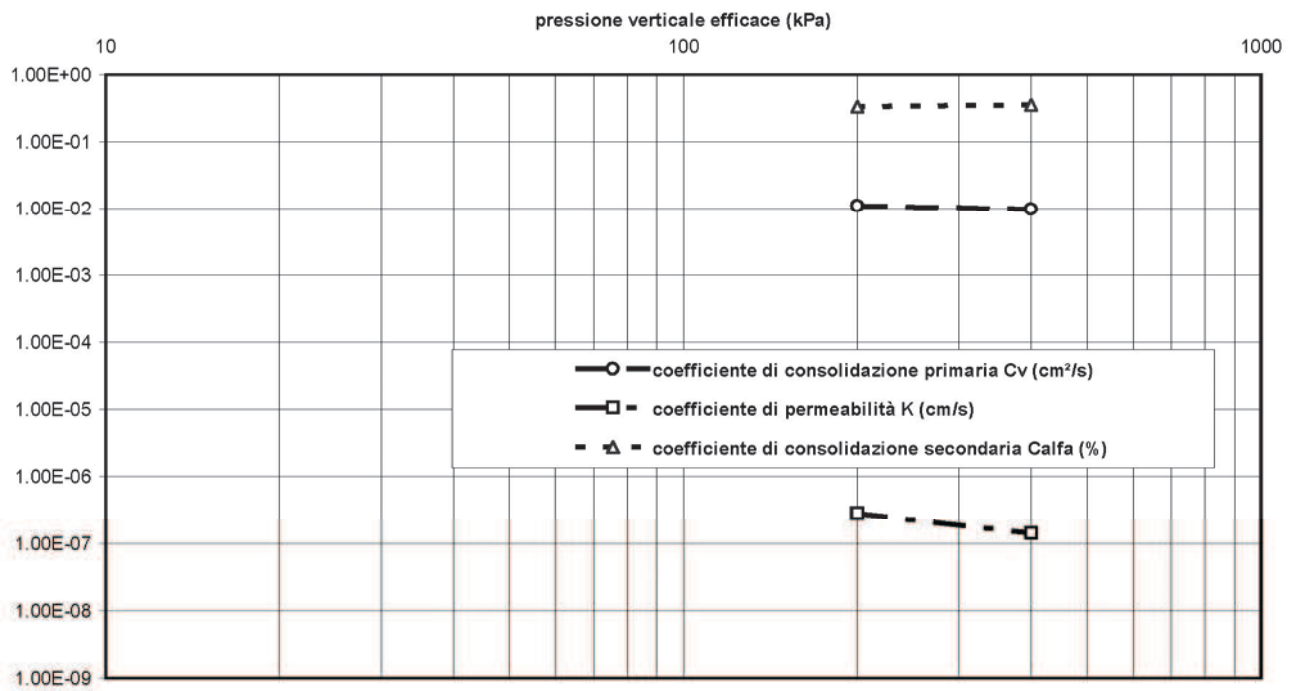 pressione verticale efficace (kPa)
10 100 1000
1.00E+00
1.00E-01
1.00E-02
1.00E-03
1.00E-04
1.00E-05
1.00E-06
1.00E-07
1.00E-08
1.00E-09
coefficiente di consolidazione primaria Cv (cm²/s)
coefficiente di permeabilità K (cm/s)
coefficiente di consolidazione secondaria Calfa (%)